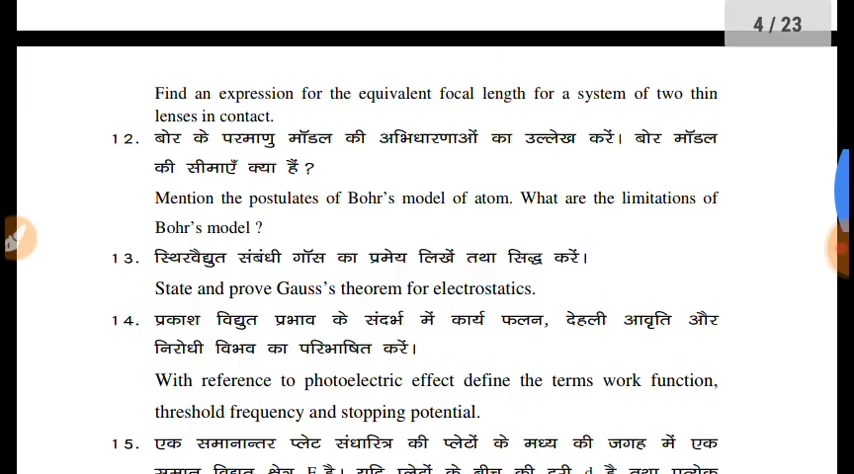 4 / 23
Find an expression for the equivalent focal length for a system of two thin
lenses in contact.
12. बोर के परमाणु मॉडल की अभिधारणाओं का उल्लेख करें। बोर मॉडल
की सीमाएँ क्या हैं ?
Mention the postulates of Bohr's model of atom. What are the limitations of
Bohr's model ?
13. स्थिरवैद्युत संबंधी गॉस का प्रमेय लिखें तथा सिद्ध करें।
State and prove Gauss's theorem for electrostatics.
14. प्रकाश विद्युत प्रभाव के संदर्भ में कार्य फलन, देहली आवृति और
निरोधी विभव का परिभाषित करें।
With reference to photoelectric effect define the terms work function,
threshold frequency and stopping potential.
15. एक समानान्तर प्लेट संधारित्र की प्लेटों के मध्य की जगह में एक
समान विद्युत क्षेत्र E है। यदि प्लेटों के बीच की दूरी d है तथा प्रत्येक